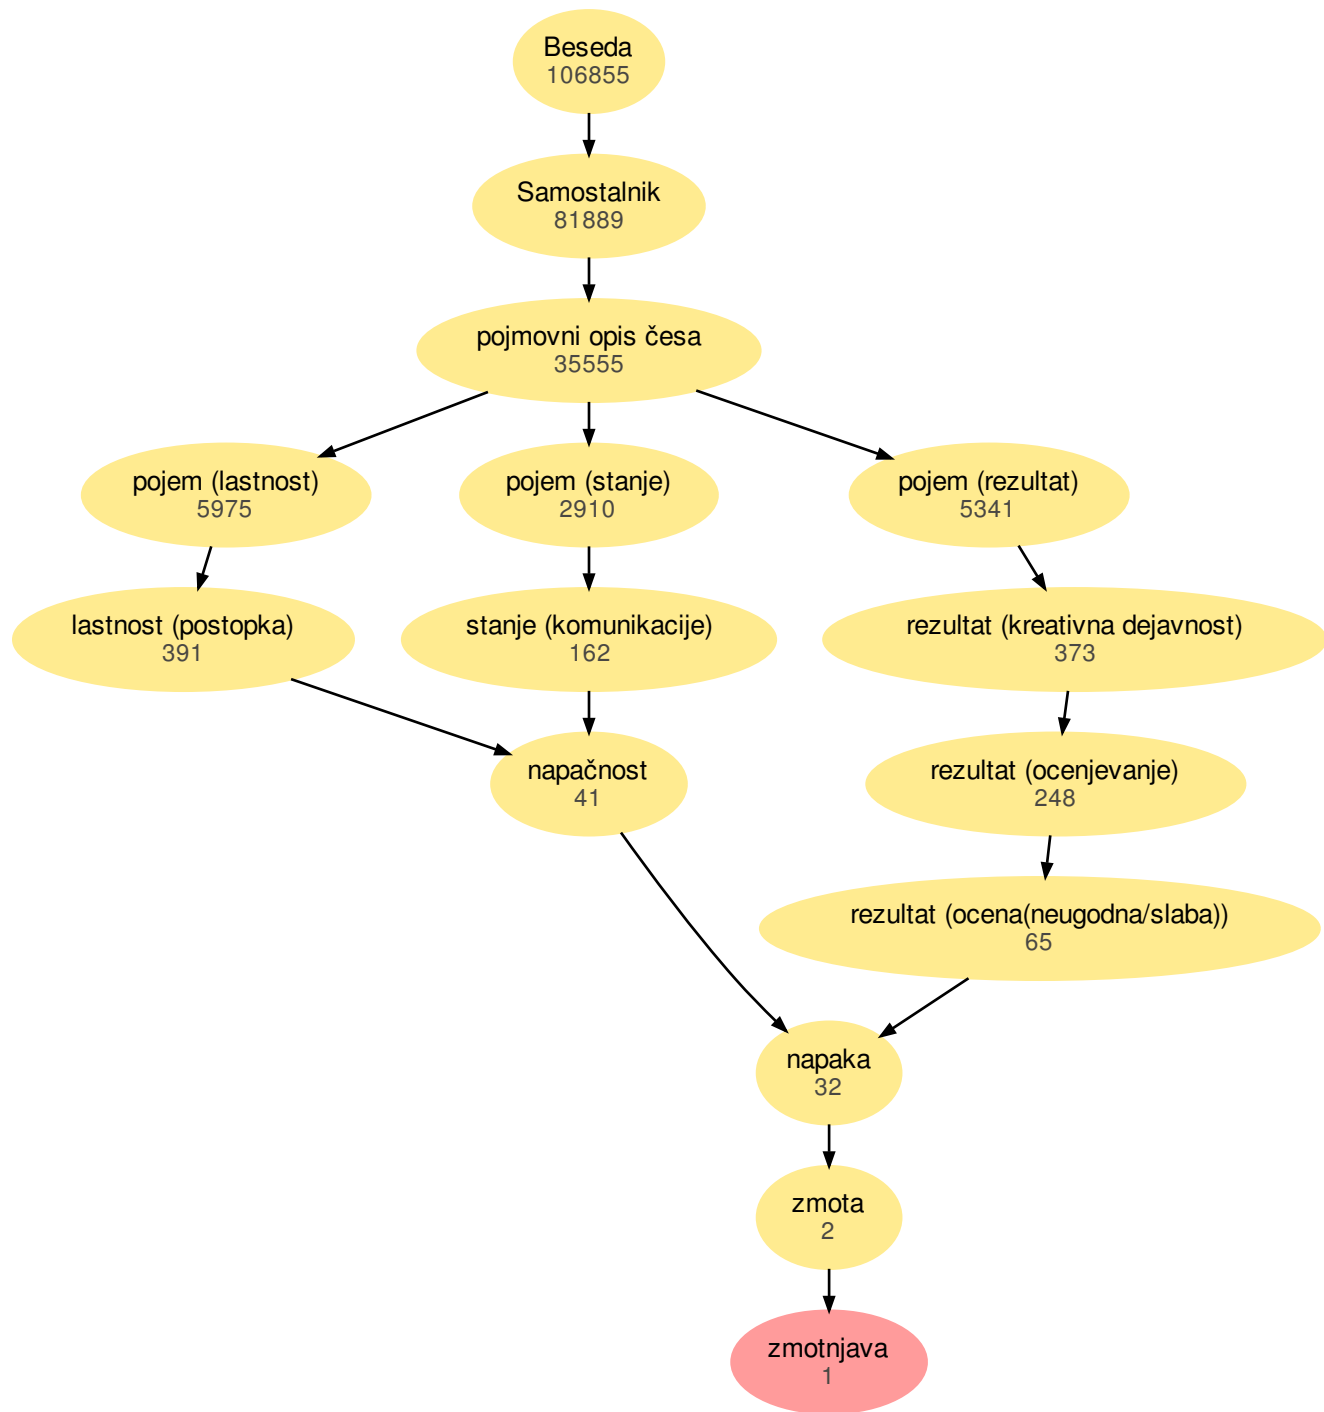 Beseda
106855
Samostalnik
81889
pojmovni opis česa
35555
pojem (lastnost)
5975
pojem (stanje)
2910
pojem (rezultat)
5341
lastnost (postopka)
391
stanje (komunikacije)
162
rezultat (kreativna dejavnost)
373
napačnost
41
rezultat (ocenjevanje)
248
rezultat (ocena(neugodna/slaba))
65
napaka
32
zmota
2
zmotnjava
1